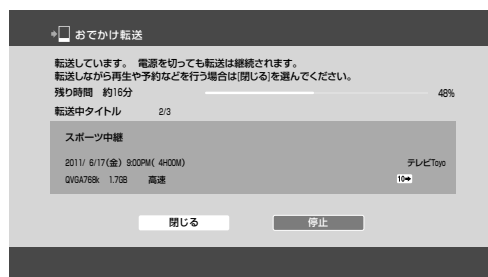 おでかけ転送
転送しています。 電源を切っても転送は継続されます。
転送しながら再生や予約などを行う場合は[閉じる]を選んでください。
残り時間 約16分 48%
転送中タイトル 2/3
スポーツ中継
2011/ 6/17(金) 9:00PM( 4H00M) テレビToyo
QVGA768k 1.7GB 高速 10➡
閉じる 停止